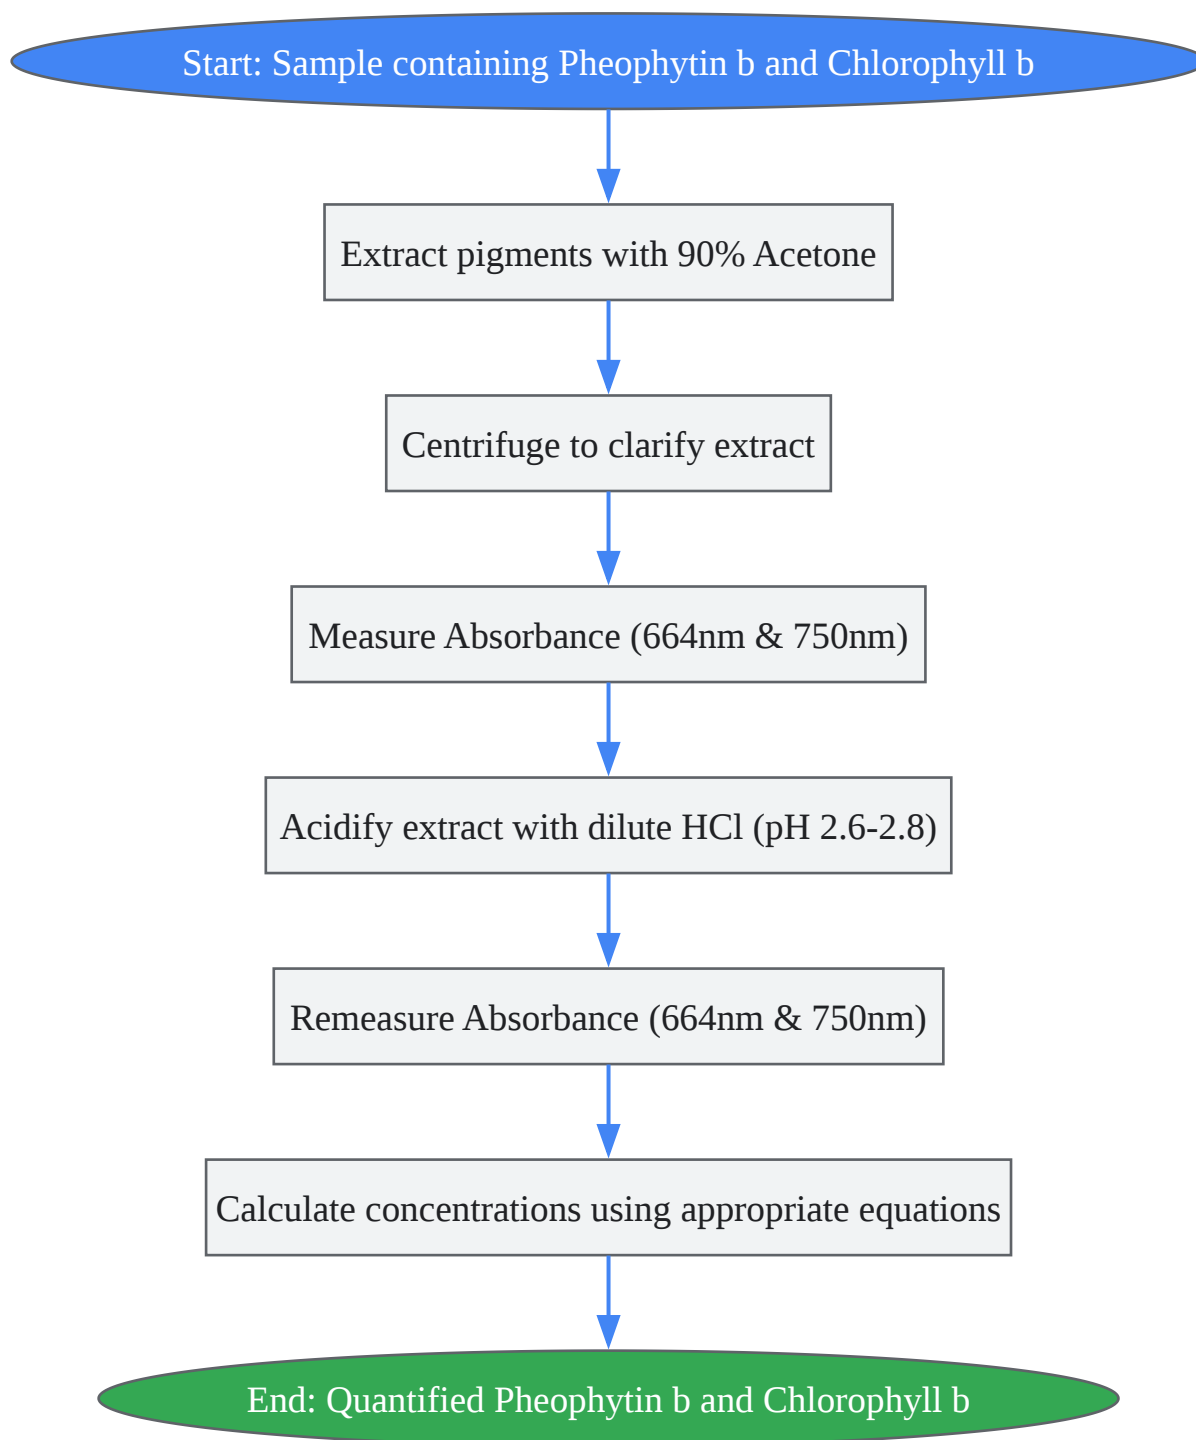 Start: Sample containing Pheophytin b and Chlorophyll b
Extract pigments with 90% Acetone
Centrifuge to clarify extract
Measure Absorbance (664nm & 750nm)
Acidify extract with dilute HCl (pH 2.6-2.8)
Remeasure Absorbance (664nm & 750nm)
Calculate concentrations using appropriate equations
End: Quantified Pheophytin b and Chlorophyll b